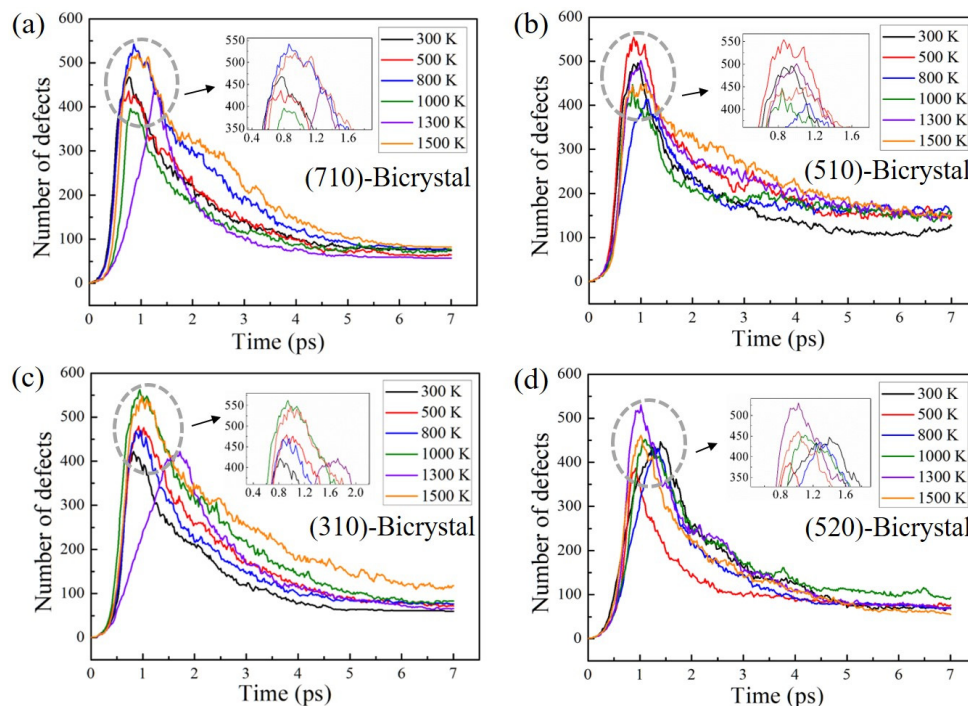 (a)
600
500
400
300
200
100
0
Number of defects
0 1 2 3 4 5 6 7
Time (ps)
550
500
450
400
350
0.4 0.8 1.2 1.6
300 K
500 K
800 K
1000 K
1300 K
1500 K
(710)-Bicrystal
(b)
600
500
400
300
200
100
0
Number of defects
0 1 2 3 4 5 6 7
Time (ps)
550
500
450
400
0.8 1.2 1.6
300 K
500 K
800 K
1000 K
1300 K
1500 K
(510)-Bicrystal
(c)
600
500
400
300
200
100
0
Number of defects
0 1 2 3 4 5 6 7
Time (ps)
550
500
450
400
0.4 0.8 1.2 1.6 2.0
300 K
500 K
800 K
1000 K
1300 K
1500 K
(310)-Bicrystal
(d)
600
500
400
300
200
100
0
Number of defects
0 1 2 3 4 5 6 7
Time (ps)
500
450
400
350
0.8 1.2 1.6
300 K
500 K
800 K
1000 K
1300 K
1500 K
(520)-Bicrystal